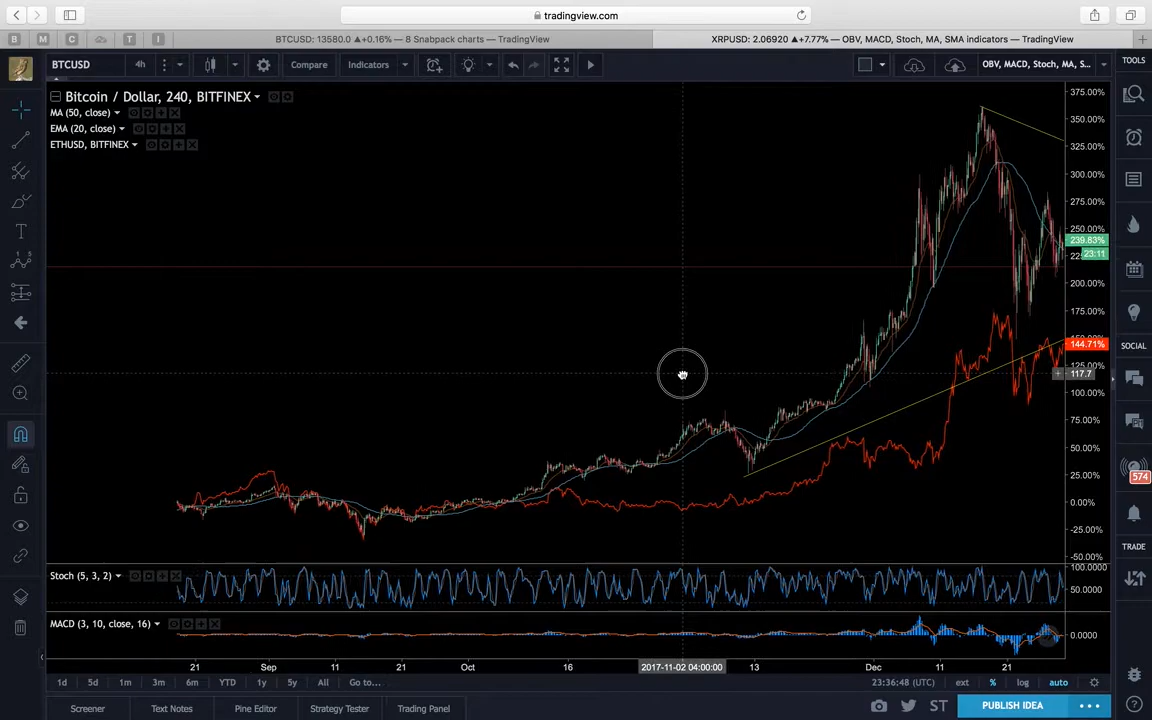 tradingview.com
B M C T I
BTCUSD: 13580.0 ▲+0.16% — 8 Snabpack charts — TradingView
XRPUSD: 2.06920 ▲+7.77% — OBV, MACD, Stoch, MA, SMA indicators — TradingView
BTCUSD 4h Compare Indicators OBV, MACD, Stoch, MA, S... TOOLS
Bitcoin / Dollar, 240, BITFINEX
MA (50, close)
EMA (20, close)
ETHUSD, BITFINEX
375.00%
350.00%
325.00%
300.00%
275.00%
250.00%
239.83%
23:11
200.00%
175.00%
144.71%
117.7
100.00%
75.00%
50.00%
25.00%
0.00%
-25.00%
-50.00%
SOCIAL
574
TRADE
Stoch (5, 3, 2)
100.0000
50.0000
MACD (3, 10, close, 16)
0.0000
21 Sep 11 21 Oct 16 2017-11-02 04:00:00 13 Dec 11 21
1d 5d 1m 3m 6m YTD 1y 5y All Go to... 23:36:48 (UTC) ext % log auto
Screener Text Notes Pine Editor Strategy Tester Trading Panel ST PUBLISH IDEA